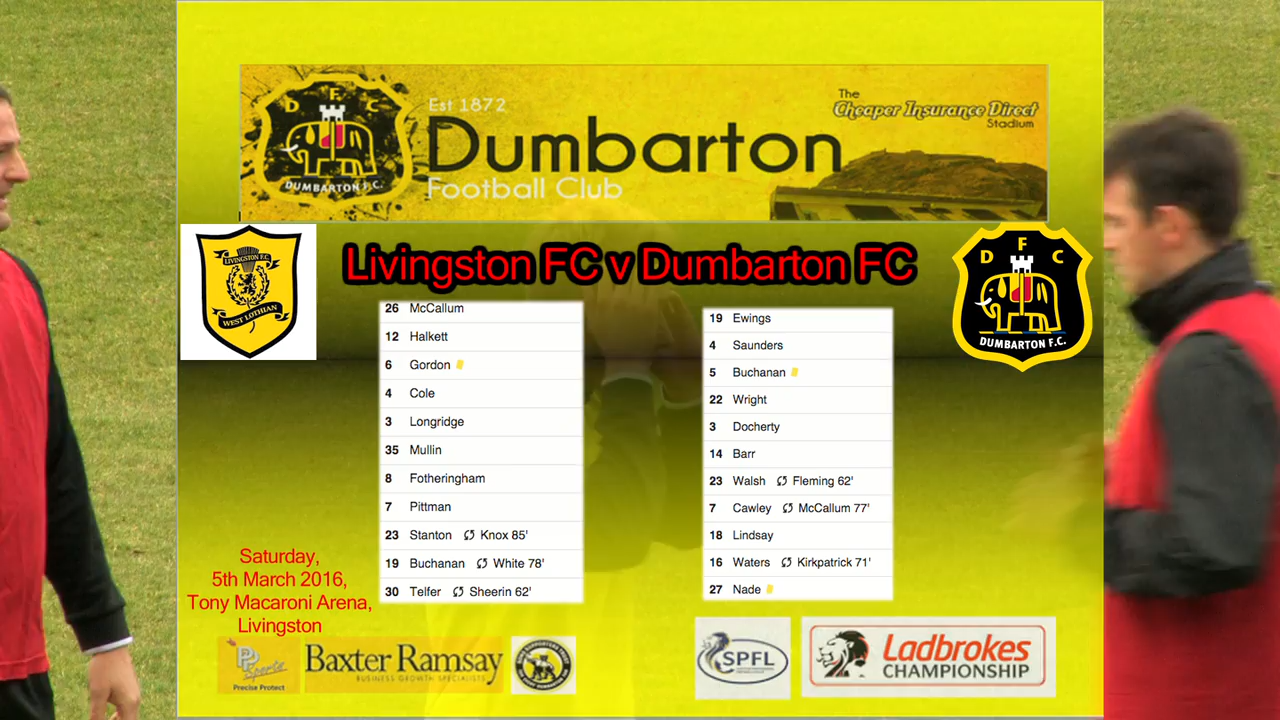 D F C
DUMBARTON F.C.
Est 1872
Dumbarton
Football Club
The
Cheaper Insurance Direct
Stadium
LIVINGSTON F.C.
WEST LOTHIAN
Livingston FC v Dumbarton FC
D F C
DUMBARTON F.C.
26 McCallum
12 Halkett
6 Gordon
4 Cole
3 Longridge
35 Mullin
8 Fotheringham
7 Pittman
23 Stanton Knox 85'
19 Buchanan White 78'
30 Telfer Sheerin 62'
19 Ewings
4 Saunders
5 Buchanan
22 Wright
3 Docherty
14 Barr
23 Walsh Fleming 62'
7 Cawley McCallum 77'
18 Lindsay
16 Waters Kirkpatrick 71'
27 Nade
Saturday,
5th March 2016,
Tony Macaroni Arena,
Livingston
PP
Sports
Precise Protect
Baxter Ramsay
BUSINESS GROWTH SPECIALISTS
SPFL
Ladbrokes
CHAMPIONSHIP